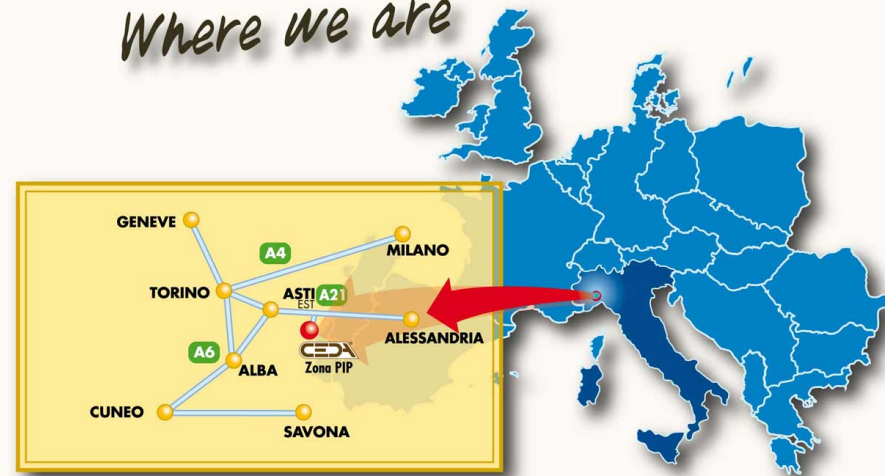 Where we are
GENEVE
A4
MILANO
TORINO
ASTI
EST
A21
ALESSANDRIA
CEDA
Zona PIP
A6
ALBA
CUNEO
SAVONA